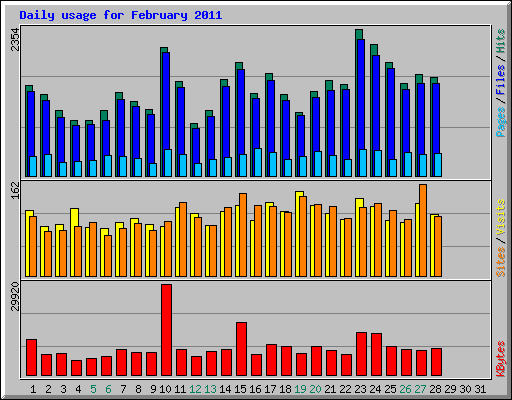 Daily usage for February 2011
2354
Pages / Files / Hits
162
Sites / Visits
29920
KBytes
1 2 3 4 5 6 7 8 9 10 11 12 13 14 15 16 17 18 19 20 21 22 23 24 25 26 27 28 29 30 31